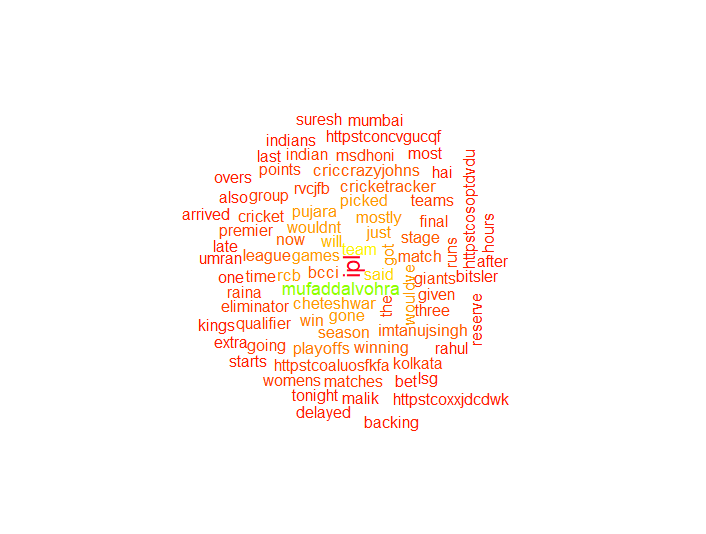 suresh mumbai
indians httpstconcvgucqf
last indian msdhoni most
points criccrazyjohns hai
overs rvcjfb cricketracker
also group picked teams
arrived cricket pujara mostly final
premier wouldnt just
late now will team got stage runs httpstcosoptdvdu hours
umran league games ipl match after
one time rcb bcci said giants bitsler
raina mufaddalvohra wouldve given
eliminator cheteshwar the three
kings qualifier win gone imtanujsingh reserve
season
extra going playoffs winning rahul
starts httpstcoaluosfkfa kolkata
womens matches bet lsg
tonight malik httpstcoxxjdcdwk
delayed
backing